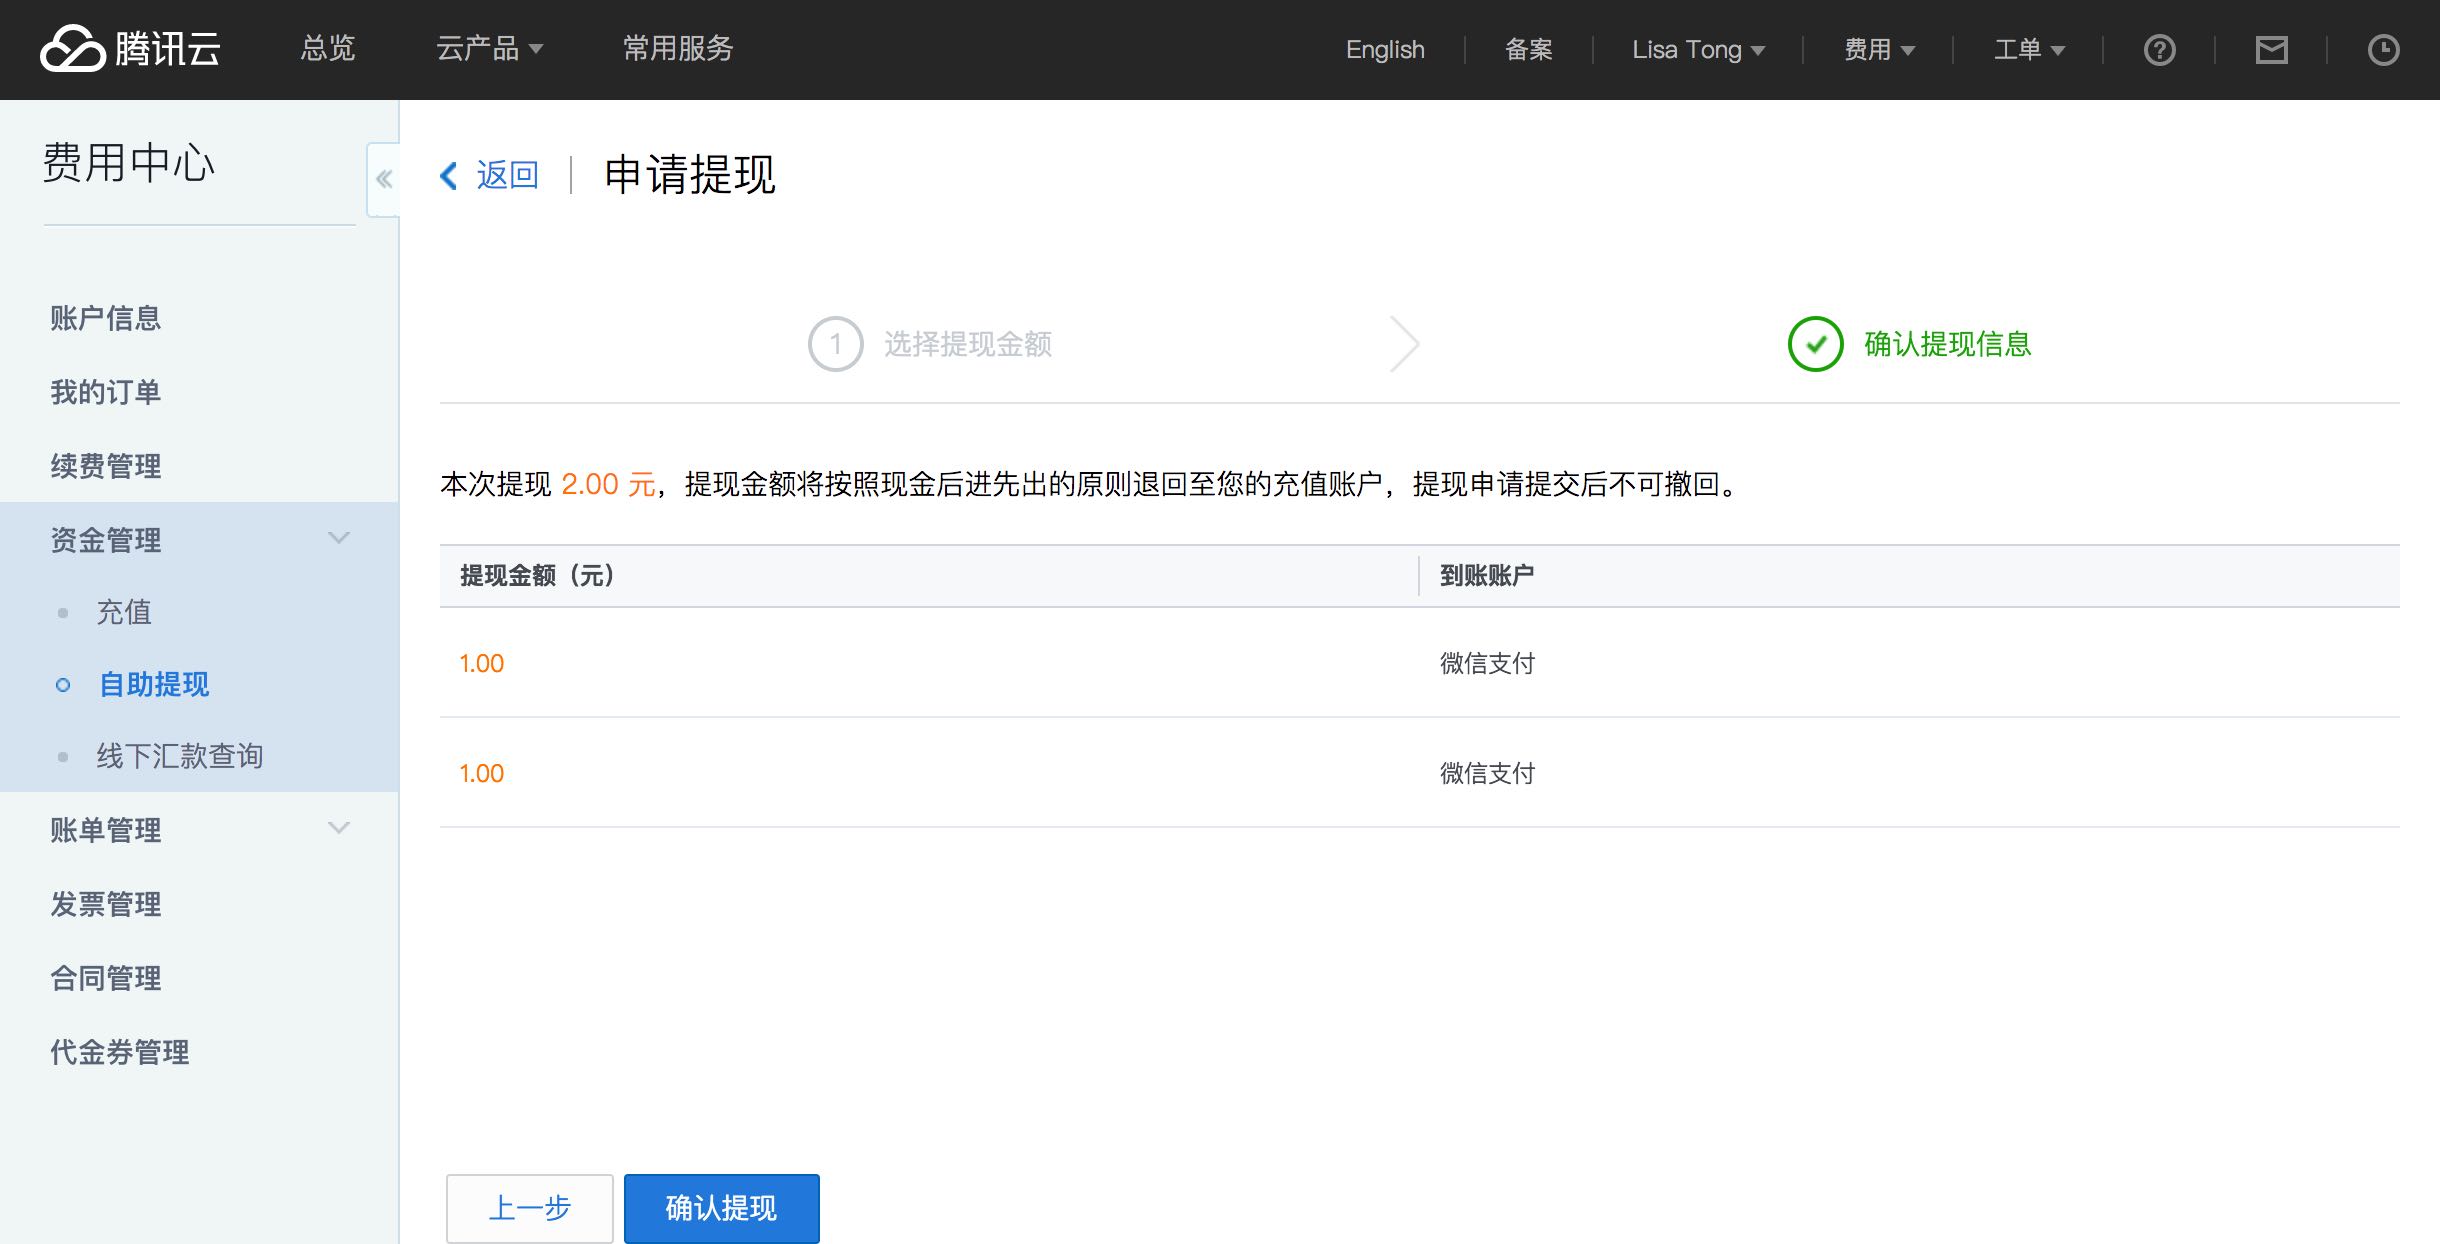 腾讯云 总览 云产品 常用服务 English 备案 Lisa Tong 费用 工单
费用中心
返回 申请提现
账户信息
我的订单
续费管理
资金管理
充值
自助提现
线下汇款查询
账单管理
发票管理
合同管理
代金券管理
1 选择提现金额 确认提现信息
本次提现 2.00 元，提现金额将按照现金后进先出的原则退回至您的充值账户，提现申请提交后不可撤回。
提现金额（元） 到账账户
1.00 微信支付
1.00 微信支付
上一步 确认提现